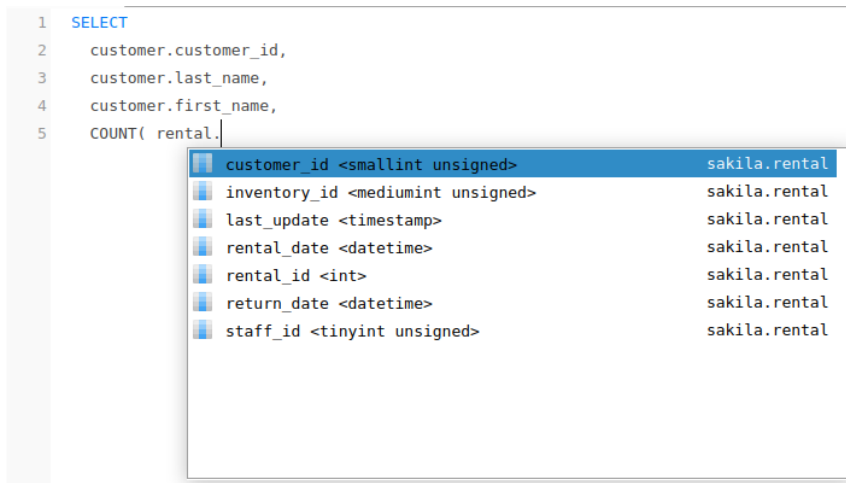 1 SELECT
2 customer.customer_id,
3 customer.last_name,
4 customer.first_name,
5 COUNT( rental.
customer_id <smallint unsigned> sakila.rental
inventory_id <mediumint unsigned> sakila.rental
last_update <timestamp> sakila.rental
rental_date <datetime> sakila.rental
rental_id <int> sakila.rental
return_date <datetime> sakila.rental
staff_id <tinyint unsigned> sakila.rental